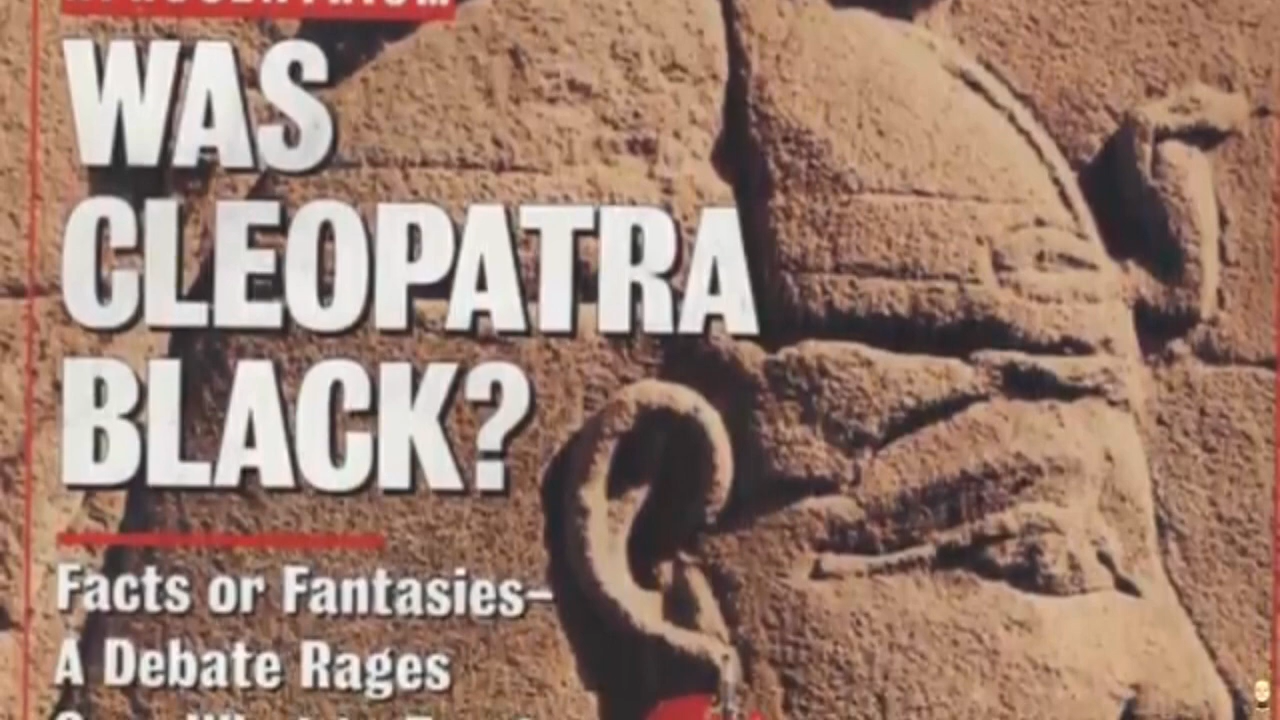 WAS
CLEOPATRA
BLACK?
Facts or Fantasies–
A Debate Rages